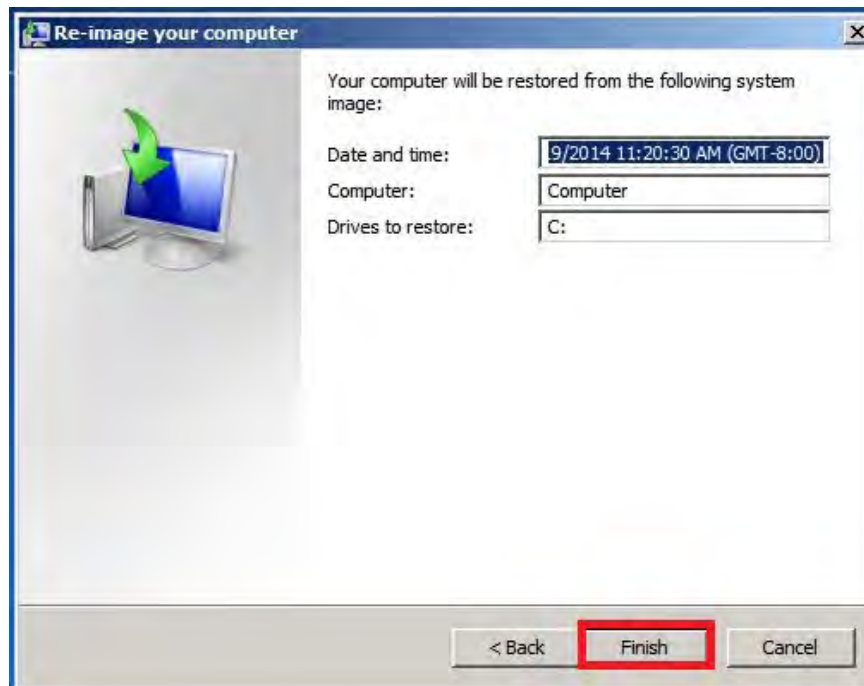 Re-image your computer
Your computer will be restored from the following system
image:
Date and time: 9/2014 11:20:30 AM (GMT-8:00)
Computer: Computer
Drives to restore: C:
< Back Finish Cancel